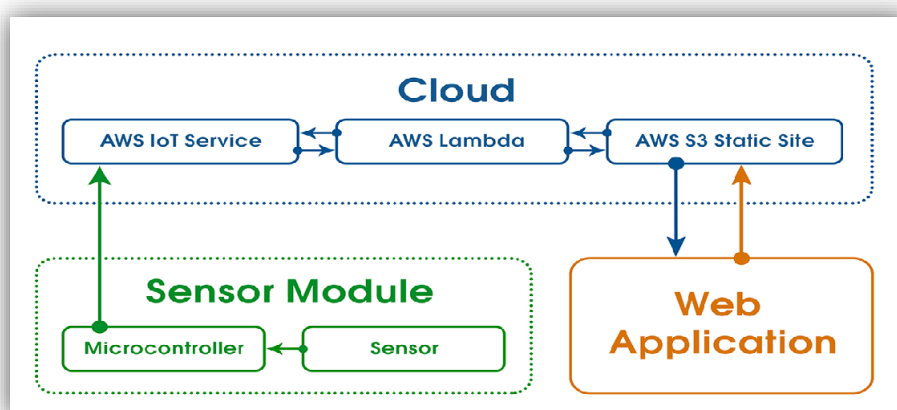 Cloud
AWS IoT Service
AWS Lambda
AWS S3 Static Site
Sensor Module
Microcontroller
Sensor
Web
Application